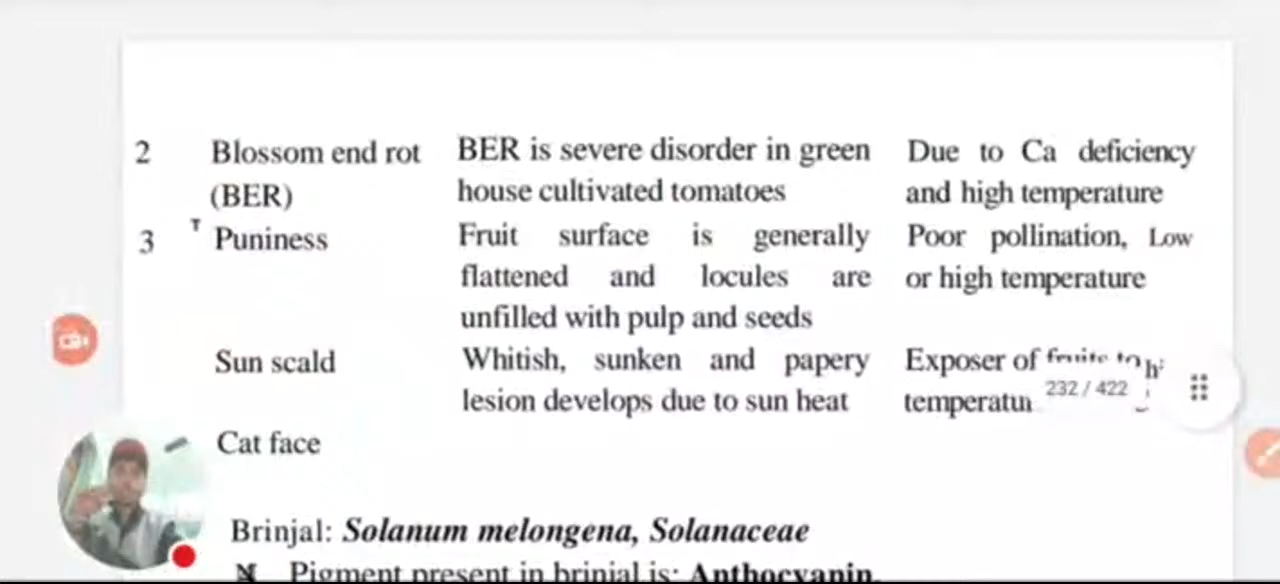 2 Blossom end rot BER is severe disorder in green Due to Ca deficiency
(BER) house cultivated tomatoes and high temperature
3 T Puniness Fruit surface is generally Poor pollination, Low
flattened and locules are or high temperature
unfilled with pulp and seeds
Sun scald Whitish, sunken and papery Exposer of fruits to
lesion develops due to sun heat
232 / 422
Cat face
Brinjal: Solanum melongena, Solanaceae
Pigment present in brinjal is: Anthocyanin